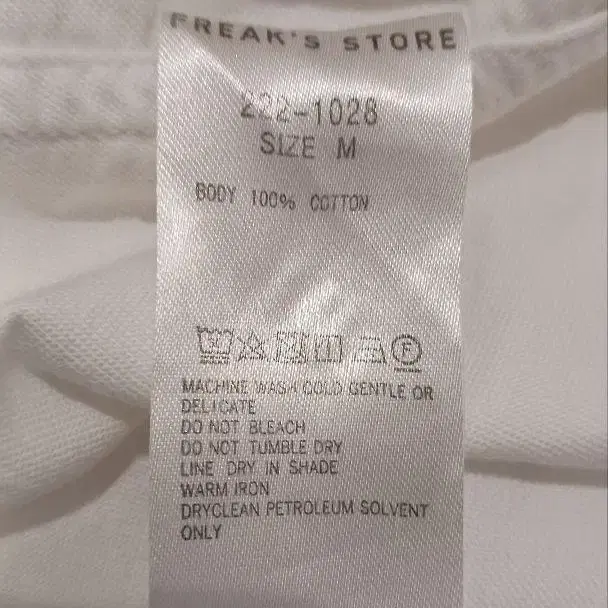 FREAK'S STORE
222-1028
SIZE M
BODY 100% COTTON
F
MACHINE WASH COLD GENTLE OR
DELICATE
DO NOT BLEACH
DO NOT TUMBLE DRY
LINE DRY IN SHADE
WARM IRON
DRYCLEAN PETROLEUM SOLVENT
ONLY